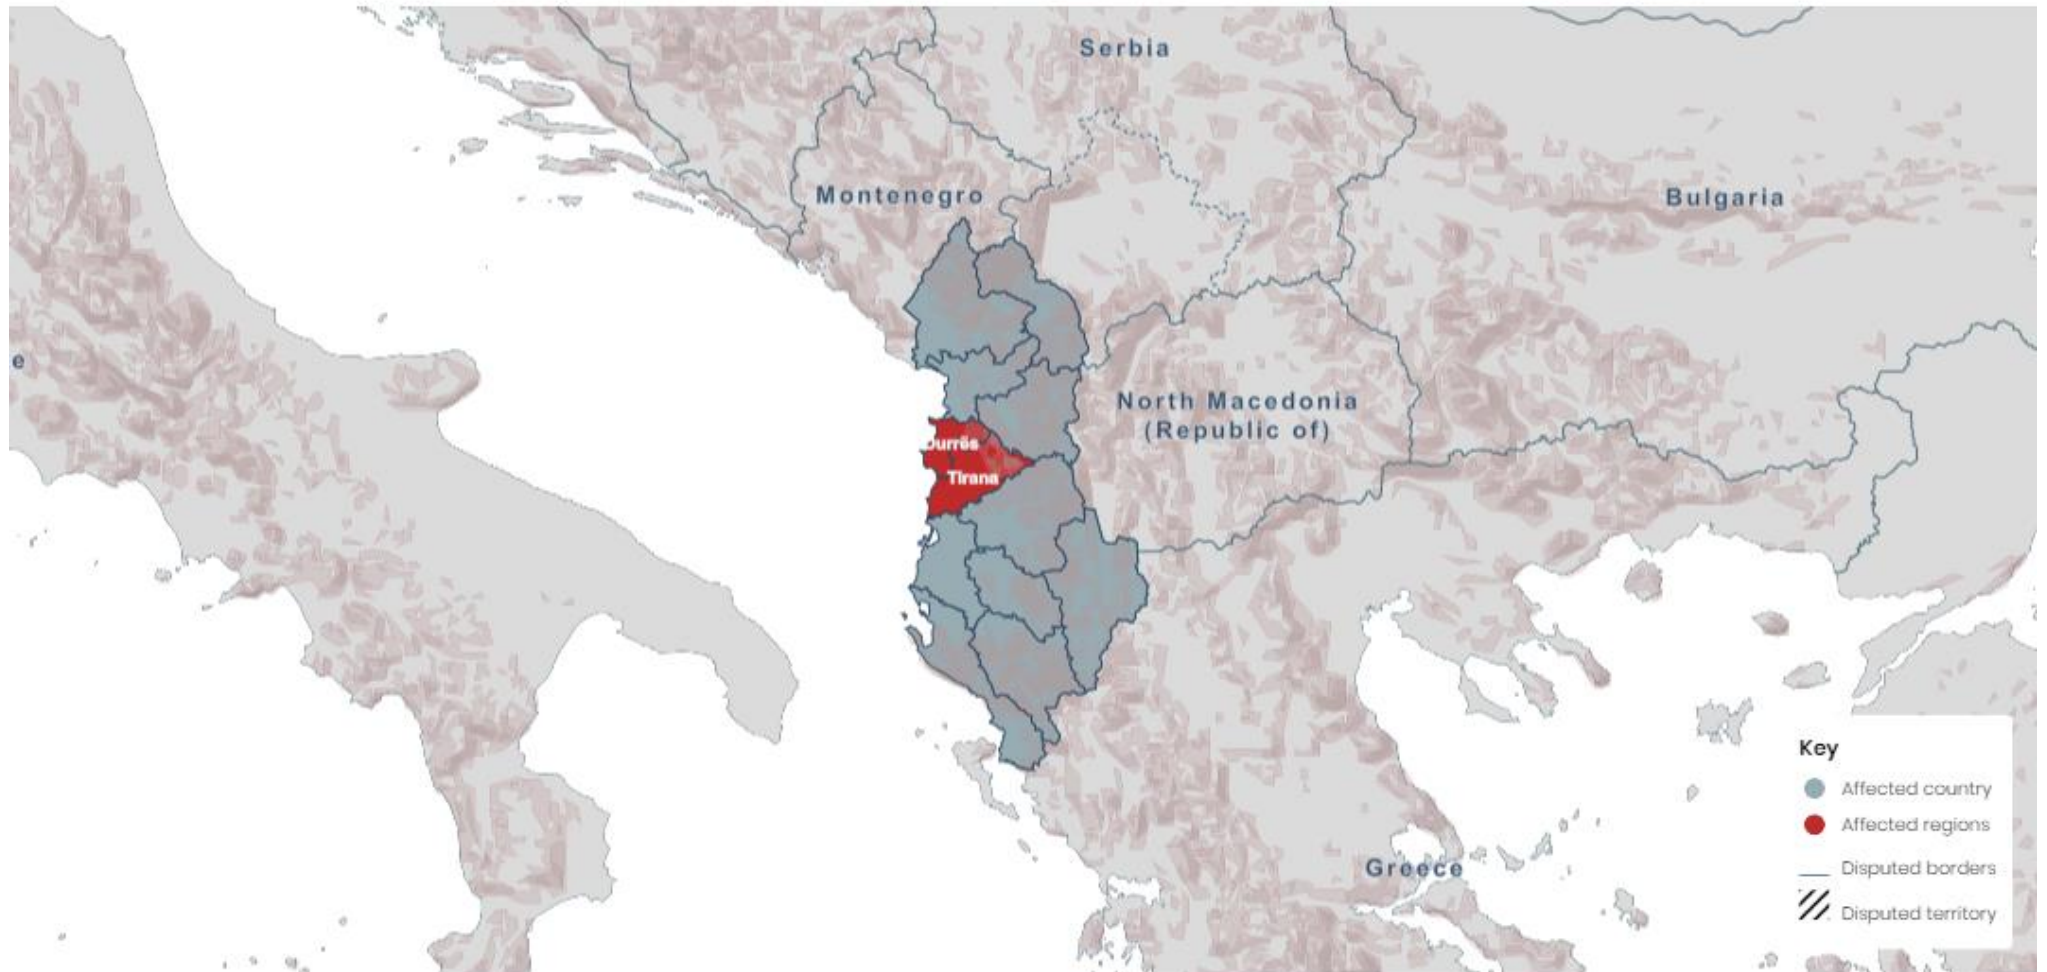 Serbia
Montenegro
Bulgaria
e
North Macedonia
(Republic of)
Durrës
Tirana
Greece
Key
Affected country
Affected regions
Disputed borders
Disputed territory